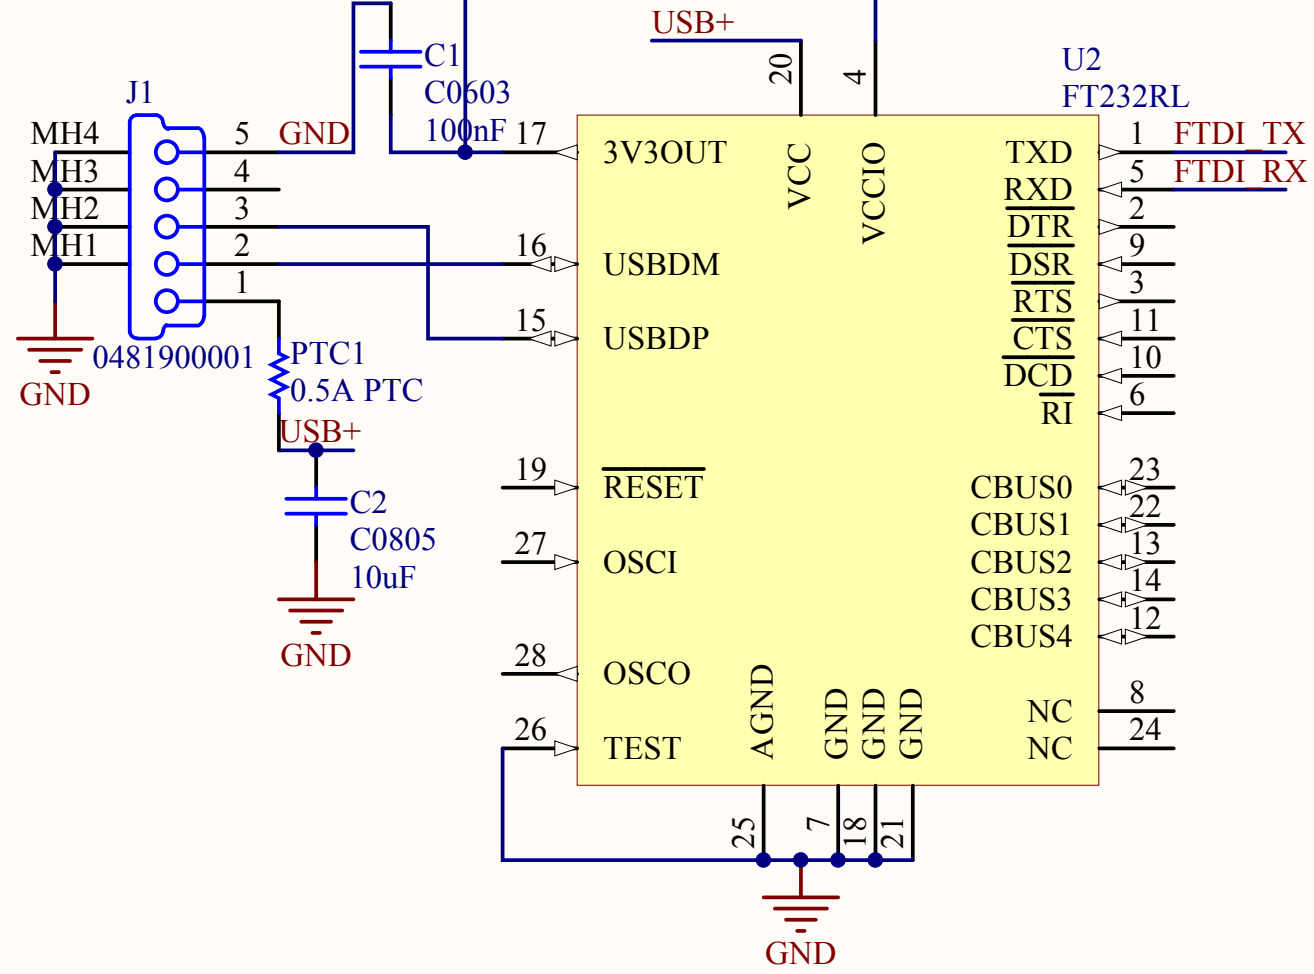 USB+
C1
C0603
100nF
20
4
U2
FT232RL
J1
MH4
MH3
MH2
MH1
5
4
3
2
1
GND
0481900001
GND
PTC1
0.5A PTC
USB+
C2
C0805
10uF
GND
17
3V3OUT
16
USBDM
15
USBDP
19
RESET
27
OSCI
28
OSCO
26
TEST
VCC
VCCIO
TXD
1
FTDI_TX
RXD
5
FTDI_RX
DTR
2
DSR
9
RTS
3
CTS
11
DCD
10
RI
6
CBUS0
23
CBUS1
22
CBUS2
13
CBUS3
14
CBUS4
12
NC
8
NC
24
AGND
GND
GND
GND
25
7
18
21
GND